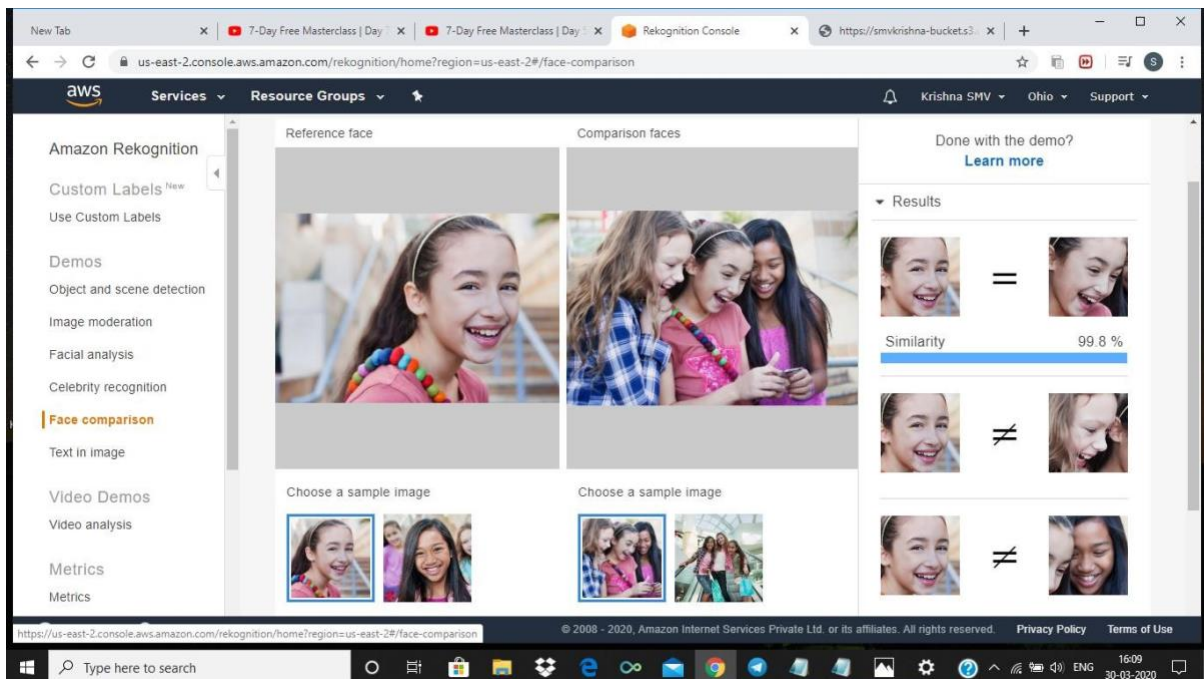 New Tab
7-Day Free Masterclass | Day
7-Day Free Masterclass | Day
Rekognition Console
https://smvkrishna-bucket.s3.
us-east-2.console.aws.amazon.com/rekognition/home?region=us-east-2#/face-comparison
S
aws
Services
Resource Groups
Krishna SMV
Ohio
Support
Amazon Rekognition
Custom Labels New
Use Custom Labels
Demos
Object and scene detection
Image moderation
Facial analysis
Celebrity recognition
Face comparison
Text in image
Video Demos
Video analysis
Metrics
Metrics
Reference face
Comparison faces
Choose a sample image
Choose a sample image
Done with the demo?
Learn more
Results
=
Similarity 99.8 %
≠
≠
https://us-east-2.console.aws.amazon.com/rekognition/home?region=us-east-2#/face-comparison
© 2008 - 2020, Amazon Internet Services Private Ltd. or its affiliates. All rights reserved. Privacy Policy Terms of Use
Type here to search
ENG
16:09
30-03-2020